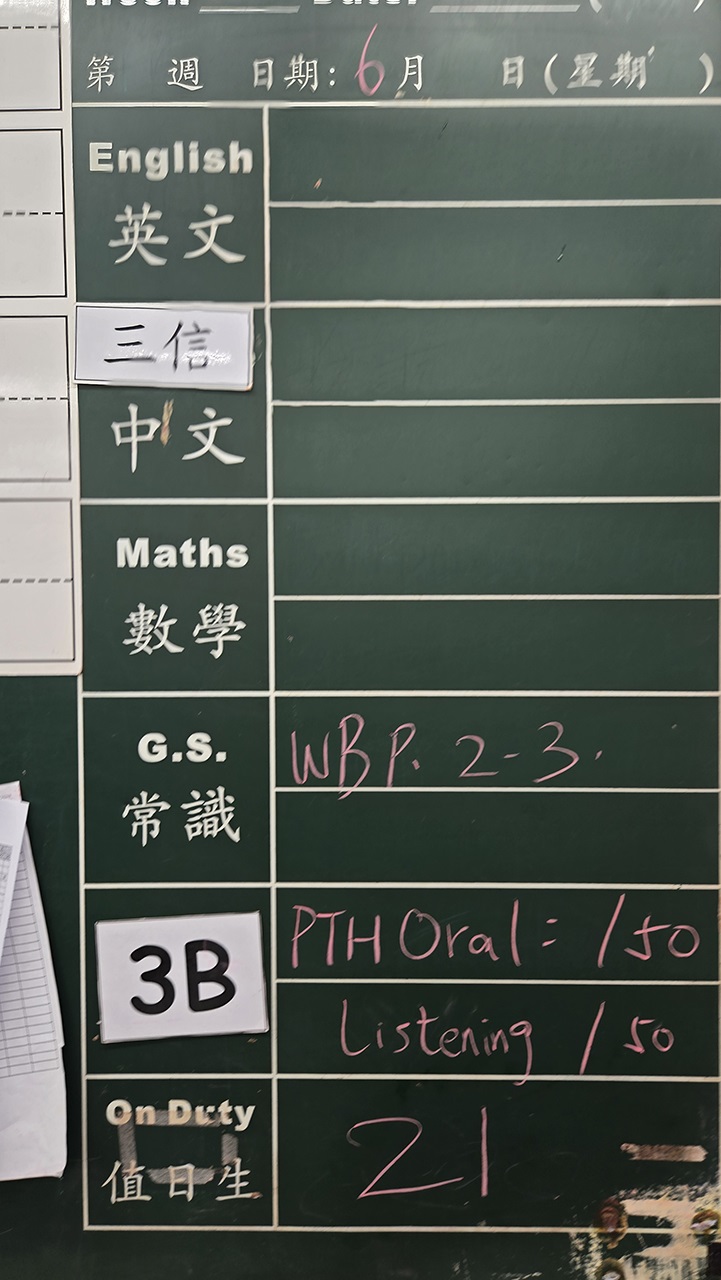 第 週 日期: 6月 日(星期 )
English
英文
三信
中文
Maths
數學
G.S. WBP. 2-3.
常識
3B
PTH Oral: /50
Listening /50
On Duty
值日生
21